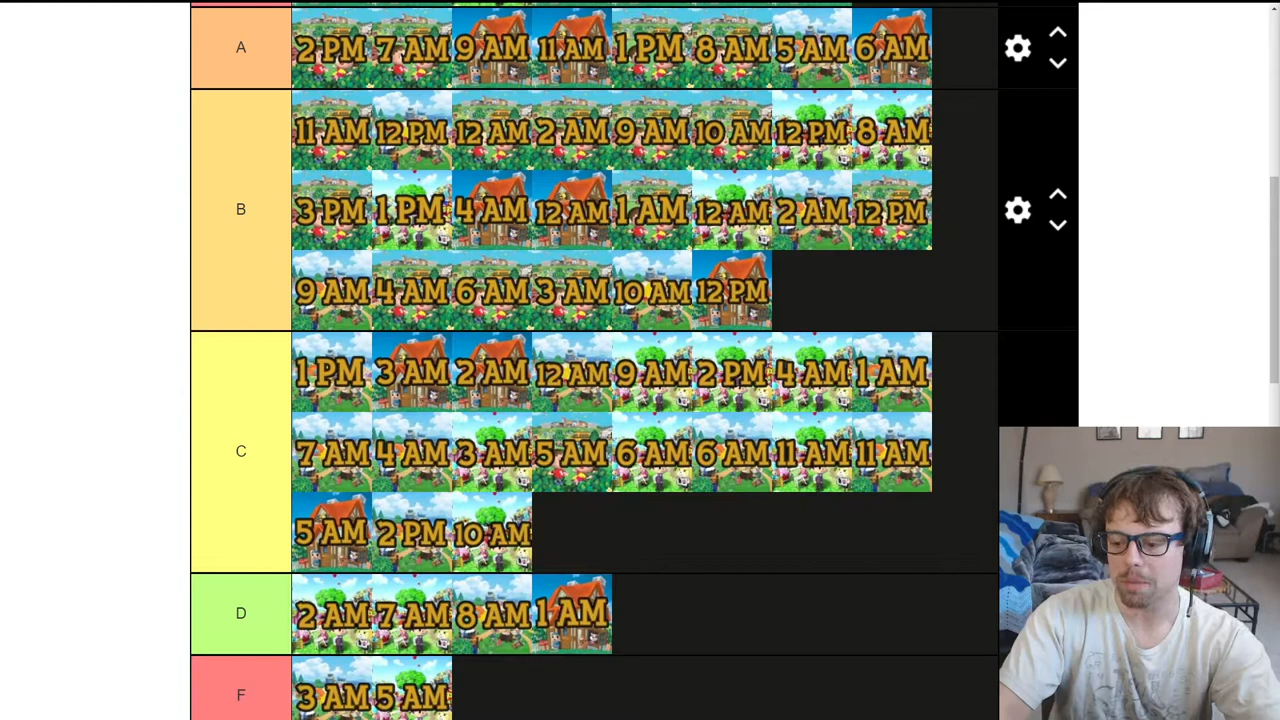 A
2 PM 7 AM 9 AM 11 AM 1 PM 8 AM 5 AM 6 AM
B
11 AM 12 PM 12 AM 2 AM 9 AM 10 AM 12 PM 8 AM
3 PM 1 PM 4 AM 12 AM 1 AM 12 AM 2 AM 12 PM
9 AM 4 AM 6 AM 3 AM 10 AM 12 PM
C
1 PM 3 AM 2 AM 12 AM 9 AM 2 PM 4 AM 1 AM
7 AM 4 AM 3 AM 5 AM 6 AM 6 AM 11 AM 11 AM
5 AM 2 PM 10 AM
D
2 AM 7 AM 8 AM 1 AM
F
3 AM 5 AM